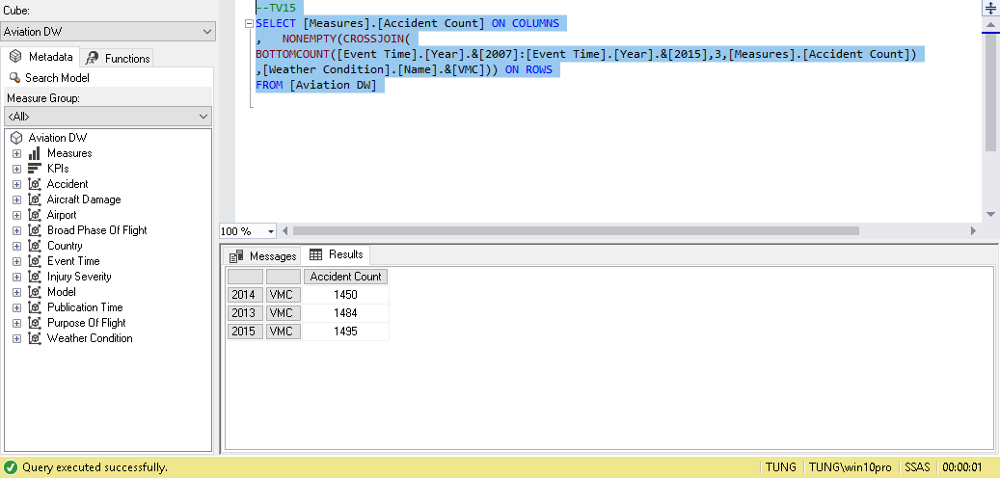 Cube:
Aviation DW
Metadata
Functions
Search Model
Measure Group:
<All>
Aviation DW
Measures
KPIs
Accident
Aircraft Damage
Airport
Broad Phase Of Flight
Country
Event Time
Injury Severity
Model
Publication Time
Purpose Of Flight
Weather Condition
--TV15
SELECT [Measures].[Accident Count] ON COLUMNS
, NONEMPTY(CROSSJOIN(
BOTTOMCOUNT([Event Time].[Year].&[2007]:[Event Time].[Year].&[2015],3,[Measures].[Accident Count])
,[Weather Condition].[Name].&[VMC])) ON ROWS
FROM [Aviation DW]
100 %
Messages
Results
Accident Count
2014 VMC 1450
2013 VMC 1484
2015 VMC 1495
Query executed successfully.
TUNG
TUNG\win10pro
SSAS
00:00:01